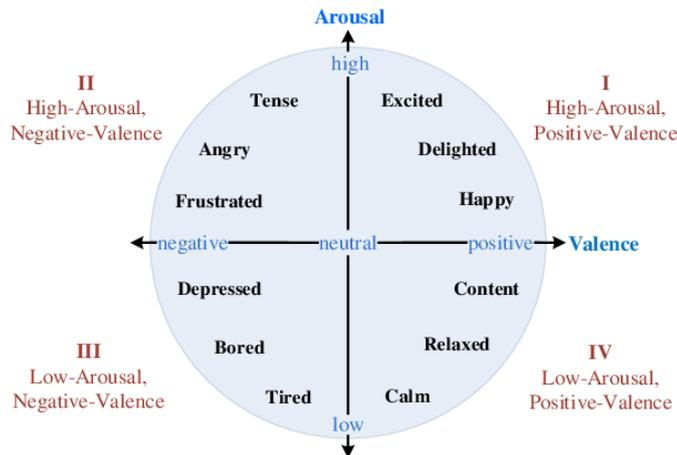 Arousal
high
II
High-Arousal,
Negative-Valence
I
High-Arousal,
Positive-Valence
Tense
Excited
Angry
Delighted
Frustrated
Happy
negative
neutral
positive
Valence
Depressed
Content
Bored
Relaxed
III
Low-Arousal,
Negative-Valence
IV
Low-Arousal,
Positive-Valence
Tired
Calm
low